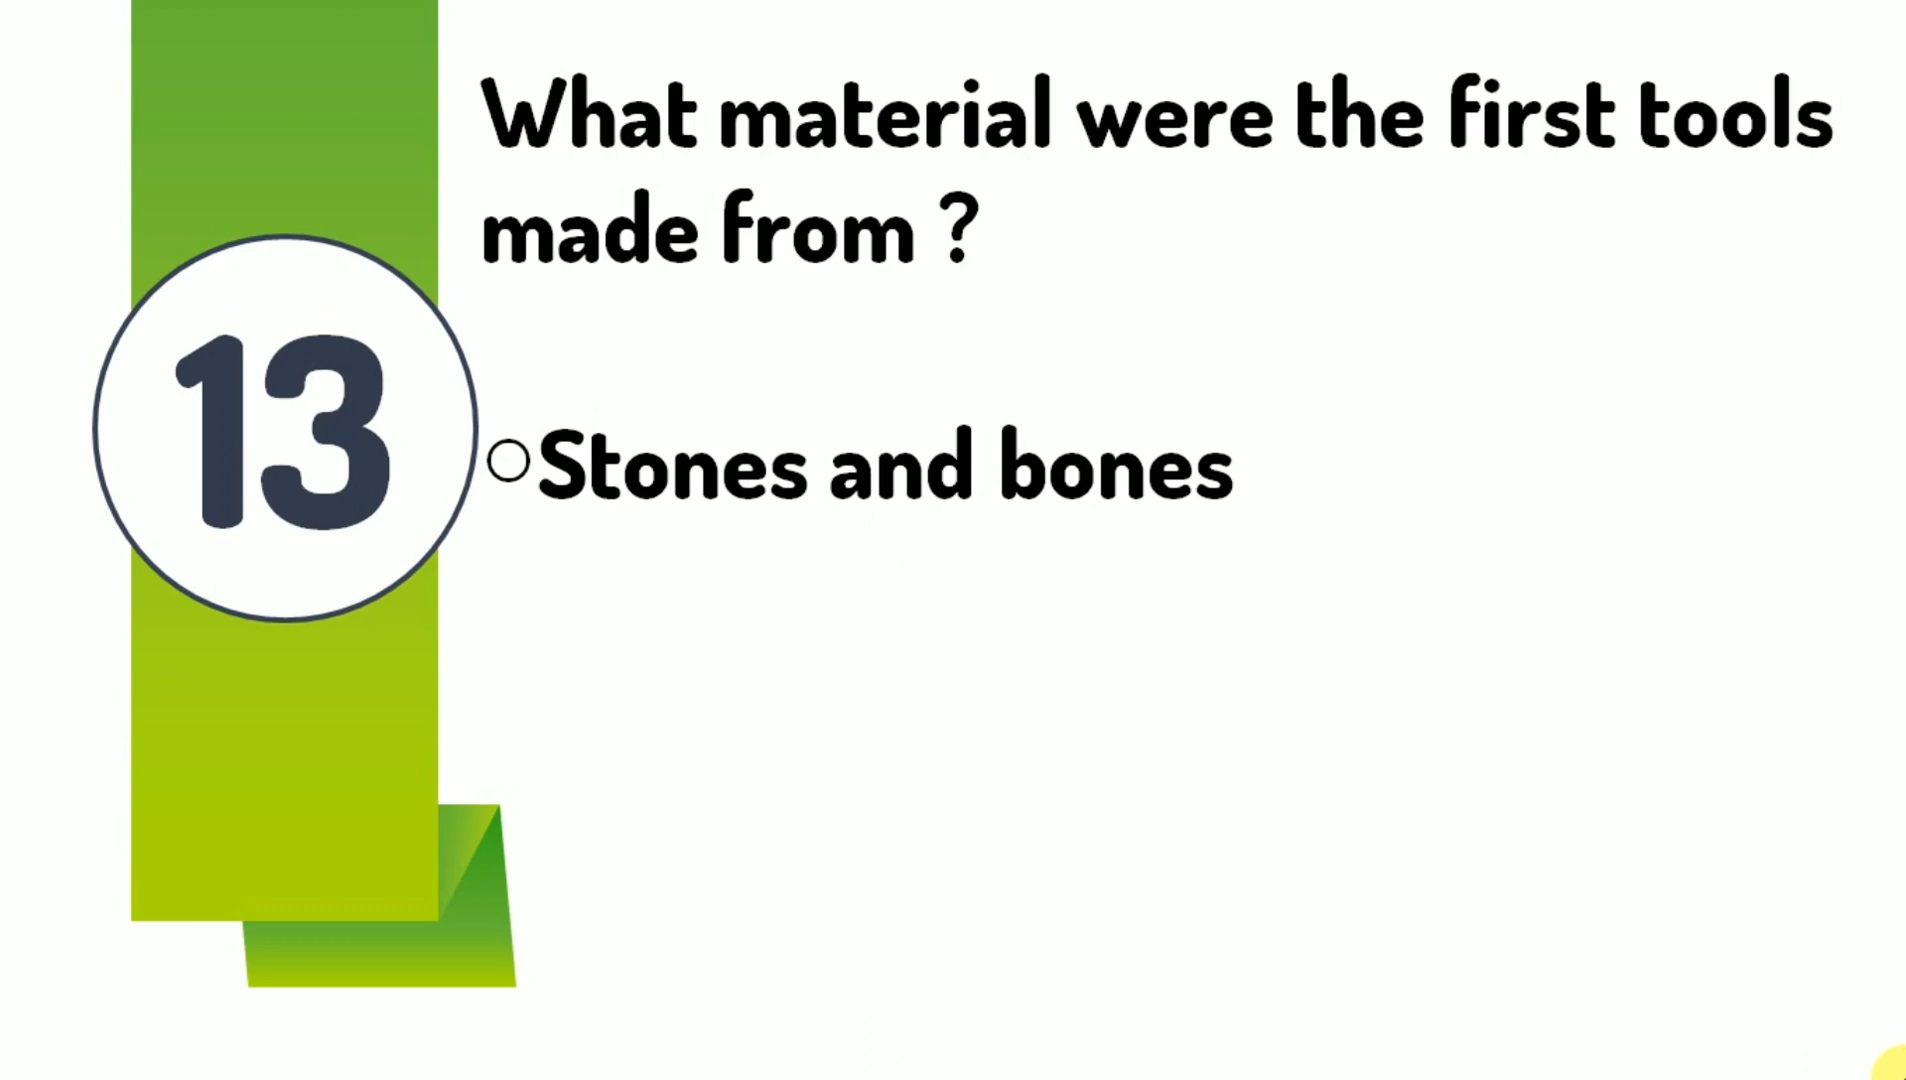 What material were the first tools
made from ?
13
○Stones and bones